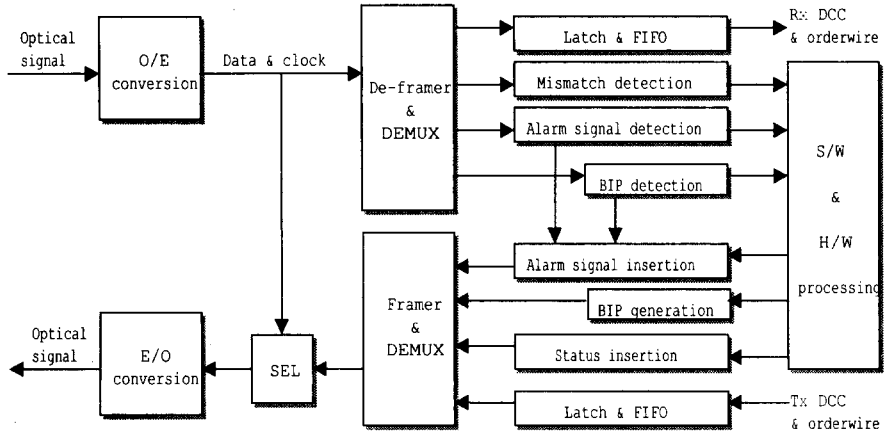 Optical
signal
O/E
conversion
Data & clock
De-framer
&
DEMUX
Latch & FIFO
Rx DCC
& orderwire
Mismatch detection
Alarm signal detection
BIP detection
S/W
&
H/W
processing
Alarm signal insertion
BIP generation
Status insertion
Latch & FIFO
Tx DCC
& orderwire
Framer
&
DEMUX
SEL
E/O
conversion
Optical
signal